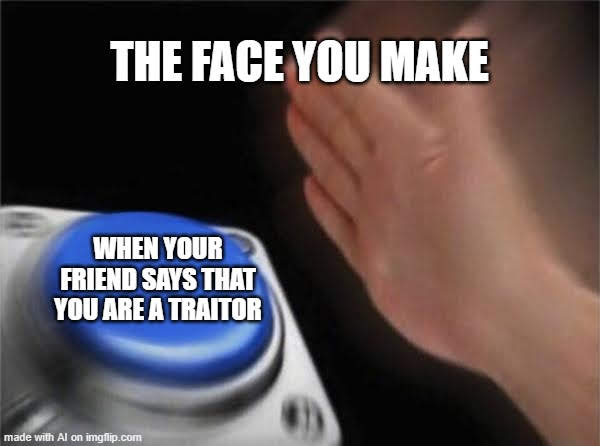 THE FACE YOU MAKE
WHEN YOUR
FRIEND SAYS THAT
YOU ARE A TRAITOR
made with AI on imgflip.com